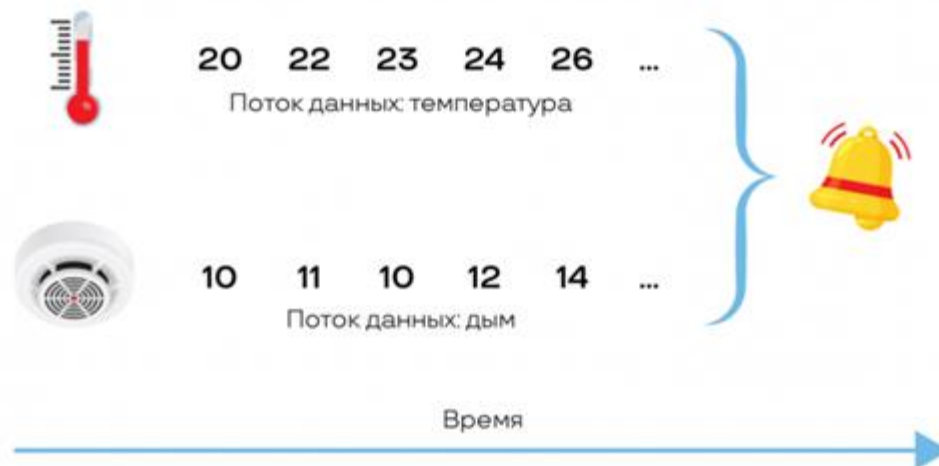 20 22 23 24 26 ...
Поток данных: температура
10 11 10 12 14 ...
Поток данных: дым
Время